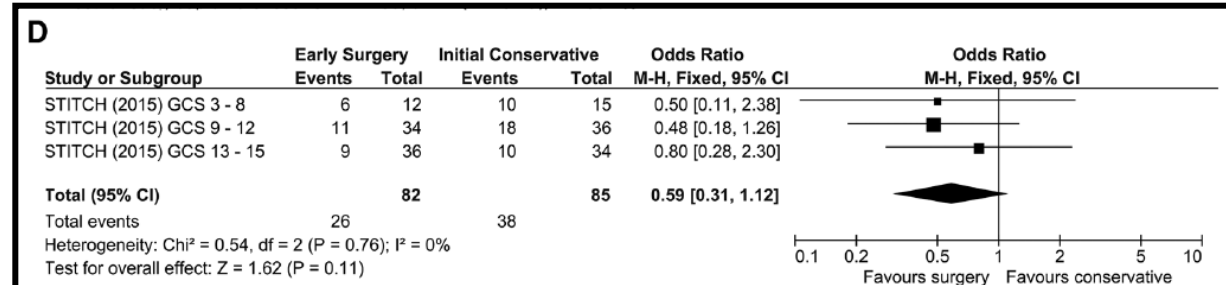 D
Early Surgery Initial Conservative Odds Ratio Odds Ratio
Study or Subgroup Events Total Events Total M-H, Fixed, 95% CI M-H, Fixed, 95% CI
STITCH (2015) GCS 3 - 8 6 12 10 15 0.50 [0.11, 2.38]
STITCH (2015) GCS 9 - 12 11 34 18 36 0.48 [0.18, 1.26]
STITCH (2015) GCS 13 - 15 9 36 10 34 0.80 [0.28, 2.30]
Total (95% CI) 82 85 0.59 [0.31, 1.12]
Total events 26 38
Heterogeneity: Chi² = 0.54, df = 2 (P = 0.76); I² = 0%
Test for overall effect: Z = 1.62 (P = 0.11)
0.1 0.2 0.5 1 2 5 10
Favours surgery Favours conservative